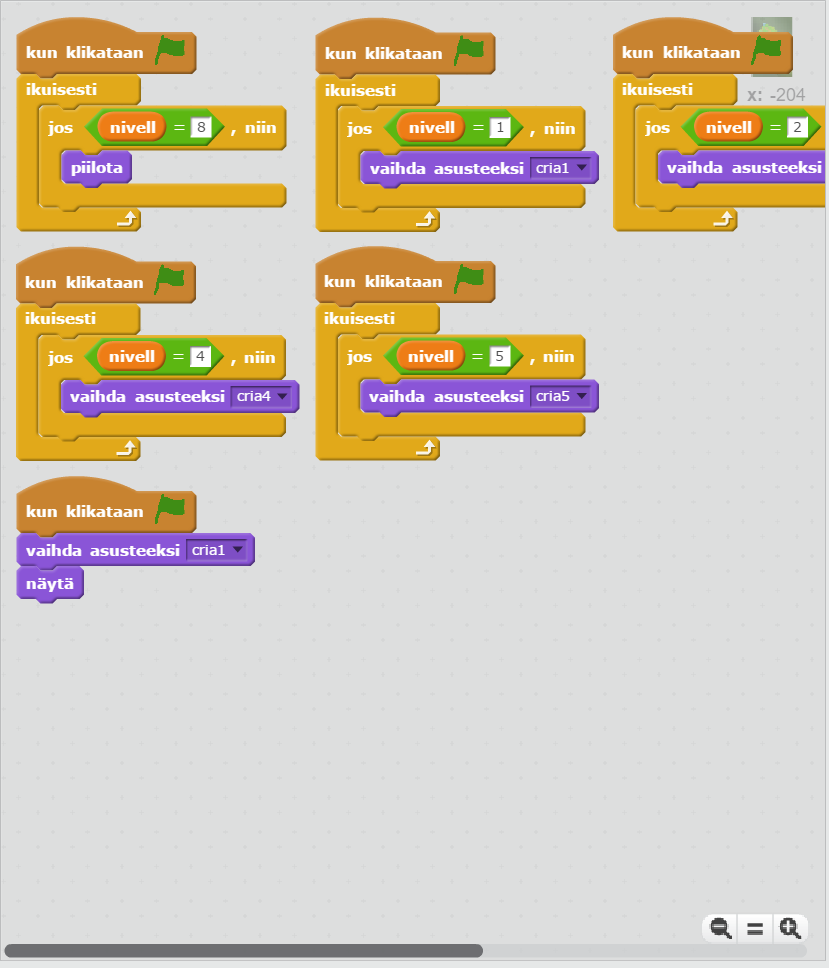 kun klikataan
ikuisesti
jos nivell = 8 , niin
piilota
kun klikataan
ikuisesti
jos nivell = 1 , niin
vaihda asusteeksi cria1
kun klikataan
ikuisesti
jos nivell = 2
vaihda asusteeksi
x: -204
kun klikataan
ikuisesti
jos nivell = 4 , niin
vaihda asusteeksi cria4
kun klikataan
ikuisesti
jos nivell = 5 , niin
vaihda asusteeksi cria5
kun klikataan
vaihda asusteeksi cria1
näytä